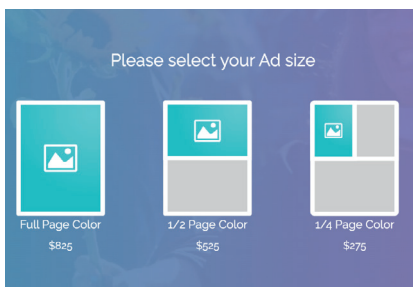 Please select your Ad size
Full Page Color
1/2 Page Color
1/4 Page Color
$825
$525
$275